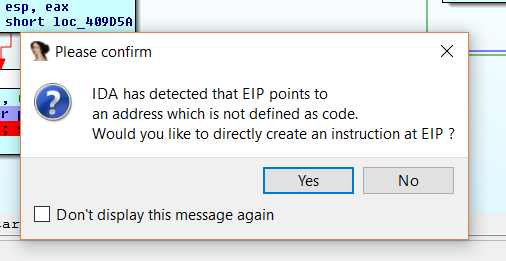 esp, eax
short loc_409D5A
Please confirm
IDA has detected that EIP points to
an address which is not defined as code.
Would you like to directly create an instruction at EIP ?
Yes
No
Don't display this message again